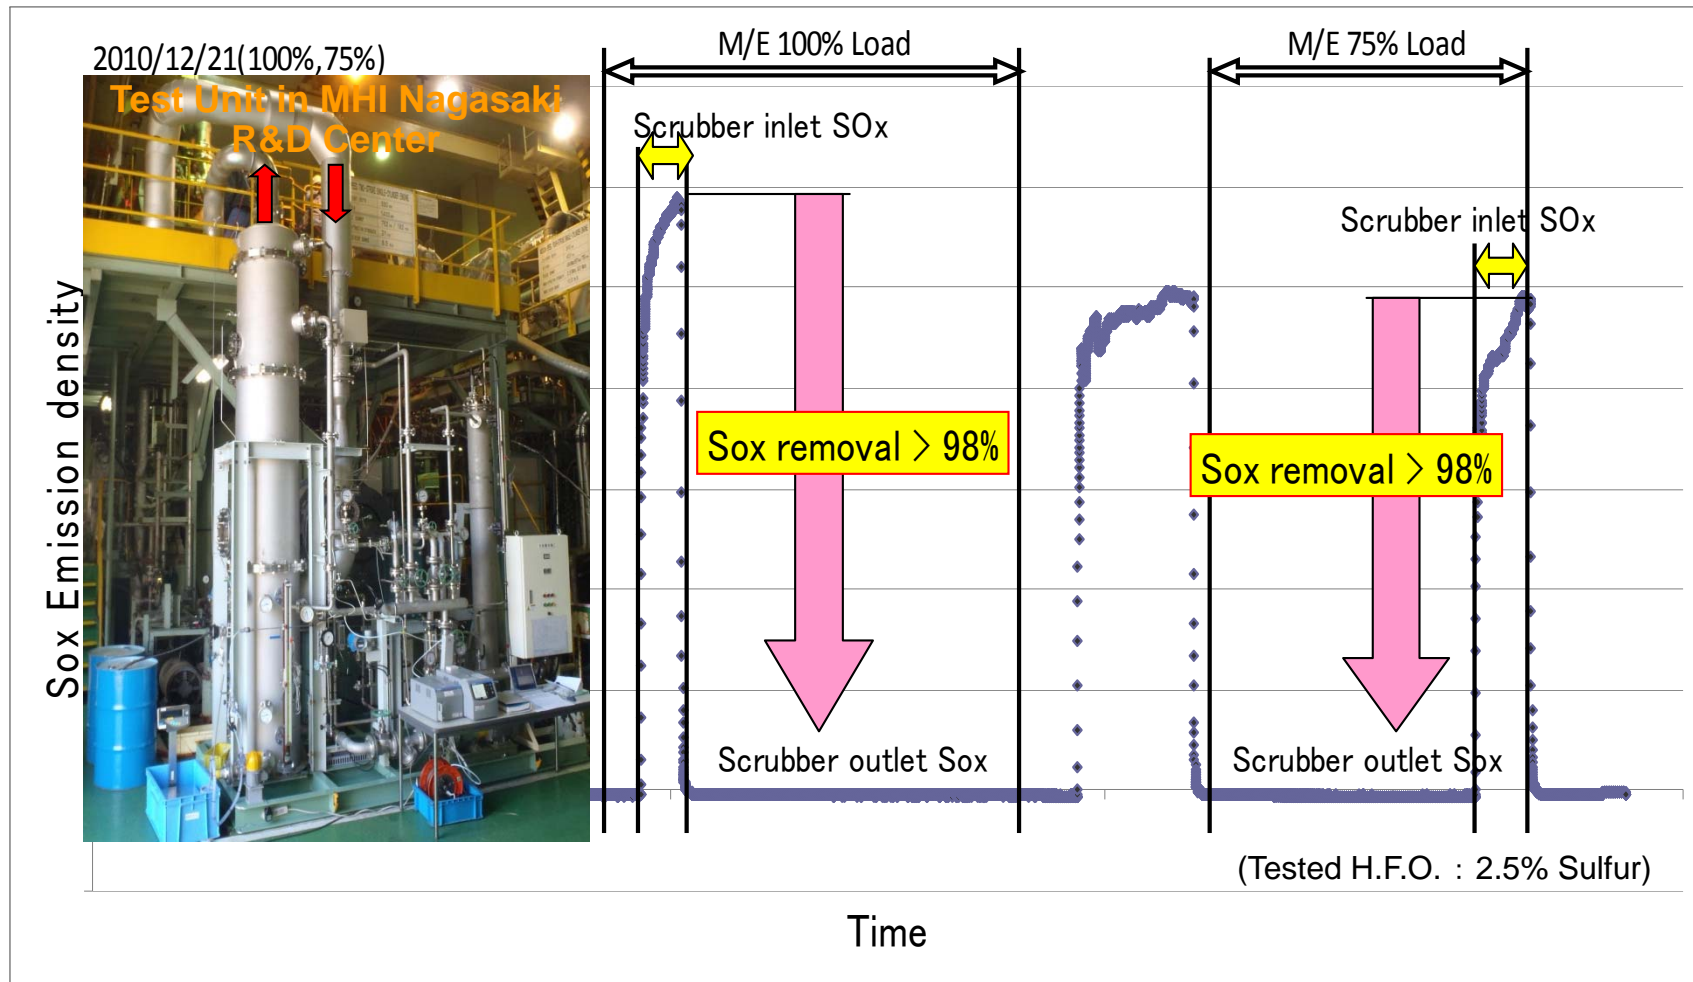 2010/12/21(100%,75%)
M/E 100% Load
M/E 75% Load
Test Unit in MHI Nagasaki
R&D Center
Scrubber inlet SOx
Scrubber inlet SOx
Sox Emission density
Sox removal > 98%
Sox removal > 98%
Scrubber outlet Sox
Scrubber outlet Sox
(Tested H.F.O. : 2.5% Sulfur)
Time